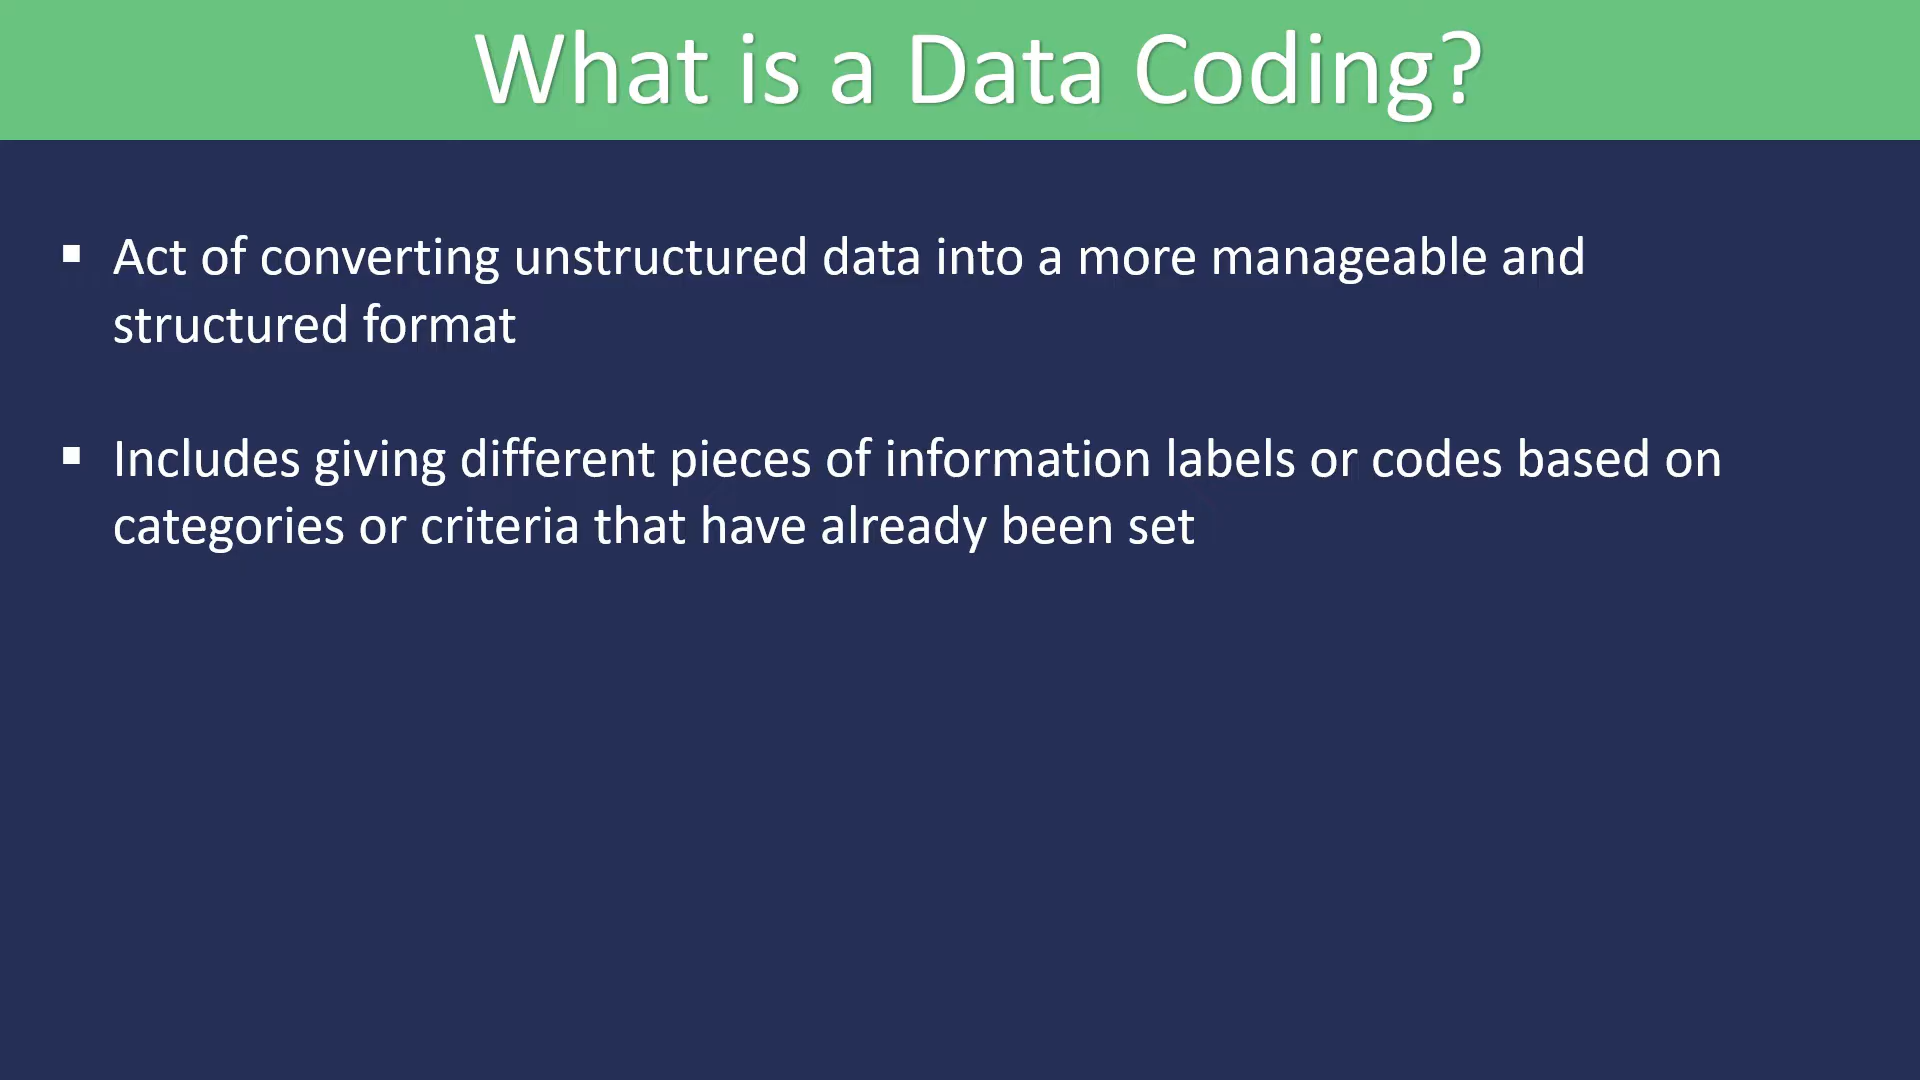 What is a Data Coding?
▪ Act of converting unstructured data into a more manageable and
structured format
▪ Includes giving different pieces of information labels or codes based on
categories or criteria that have already been set